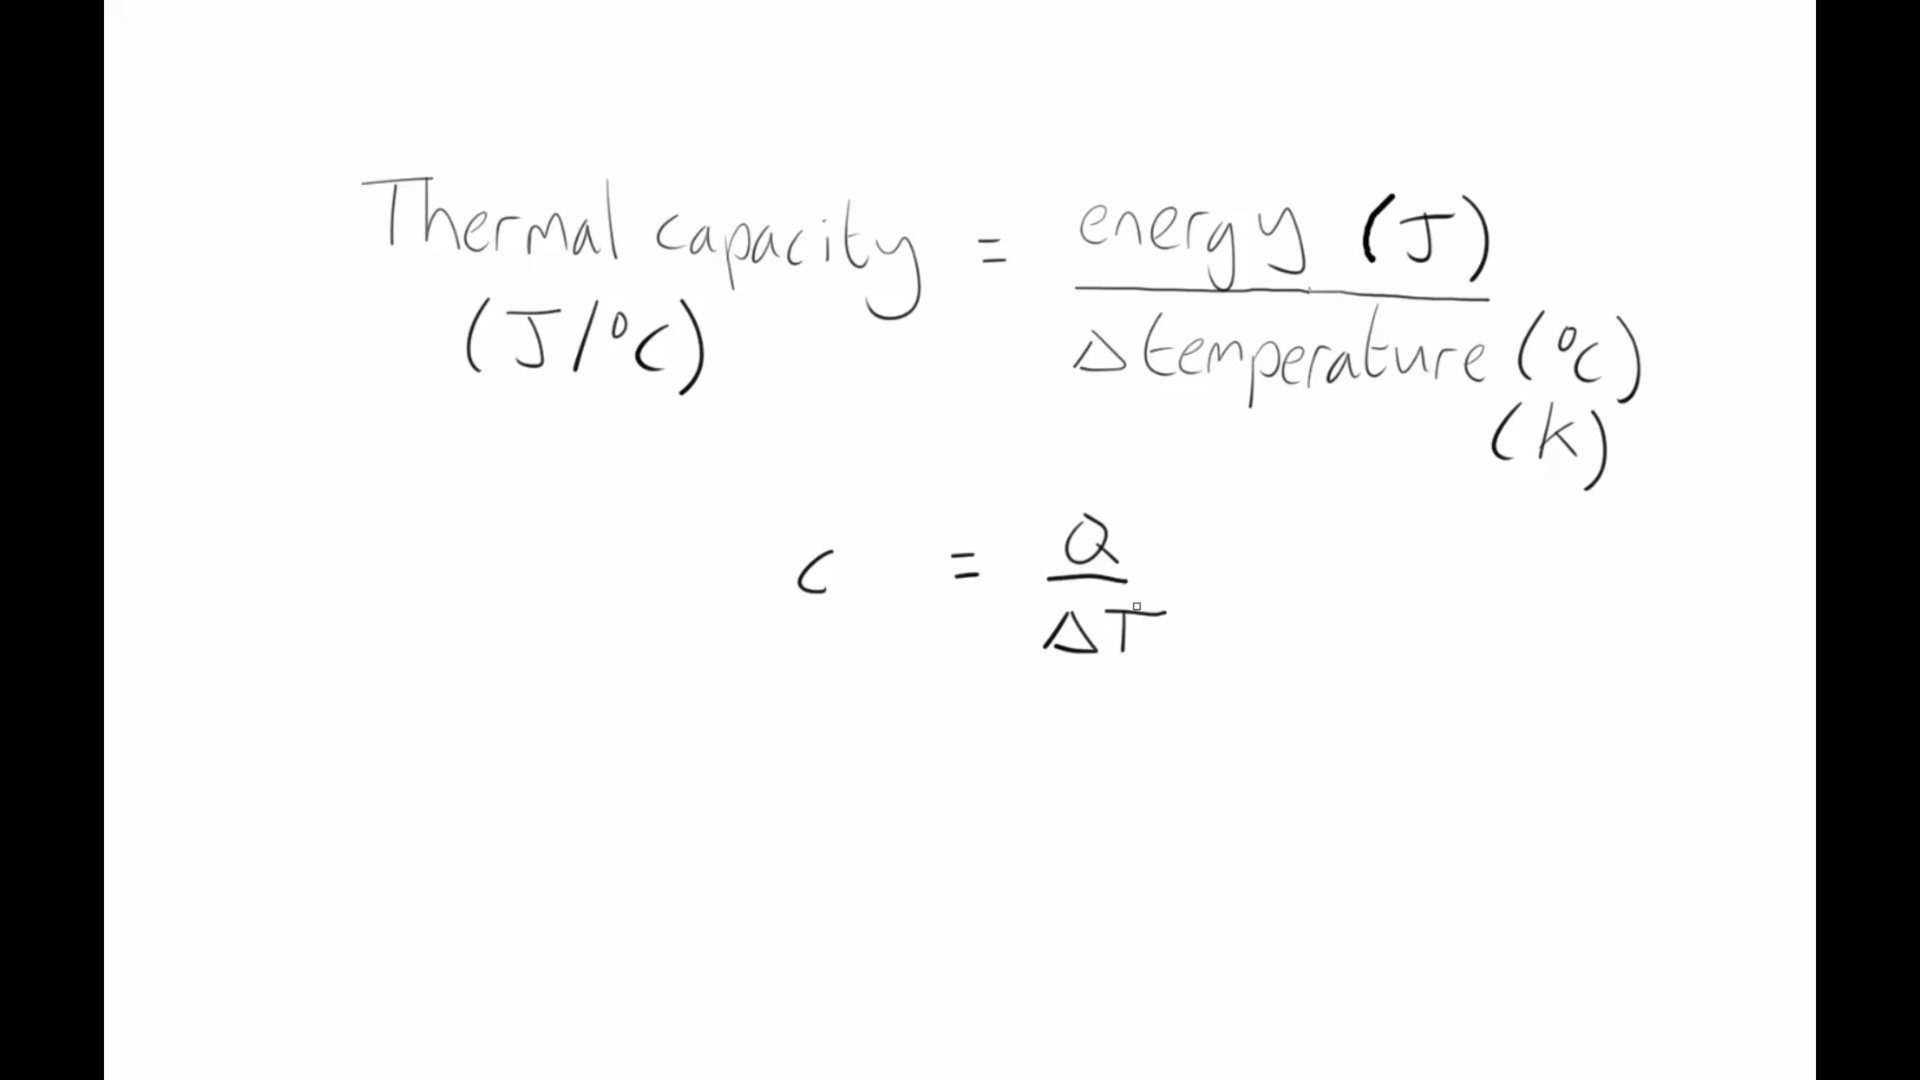 Thermal capacity = energy (J)
(J/°C) Δtemperature (°C)
(k)
c = Q
ΔT